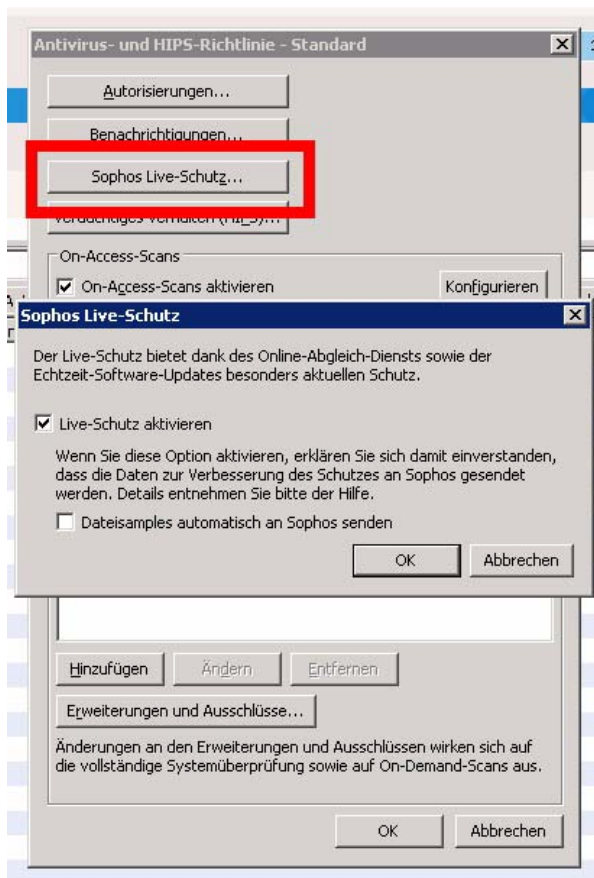 Antivirus- und HIPS-Richtlinie - Standard
Autorisierungen...
Benachrichtigungen...
Sophos Live-Schutz...
On-Access-Scans
On-Access-Scans aktivieren
Konfigurieren
Sophos Live-Schutz
Der Live-Schutz bietet dank des Online-Abgleich-Diensts sowie der
Echtzeit-Software-Updates besonders aktuellen Schutz.
Live-Schutz aktivieren
Wenn Sie diese Option aktivieren, erklären Sie sich damit einverstanden,
dass die Daten zur Verbesserung des Schutzes an Sophos gesendet
werden. Details entnehmen Sie bitte der Hilfe.
Dateisamples automatisch an Sophos senden
OK
Abbrechen
Hinzufügen
Ändern
Entfernen
Erweiterungen und Ausschlüsse...
Änderungen an den Erweiterungen und Ausschlüssen wirken sich auf
die vollständige Systemüberprüfung sowie auf On-Demand-Scans aus.
OK
Abbrechen